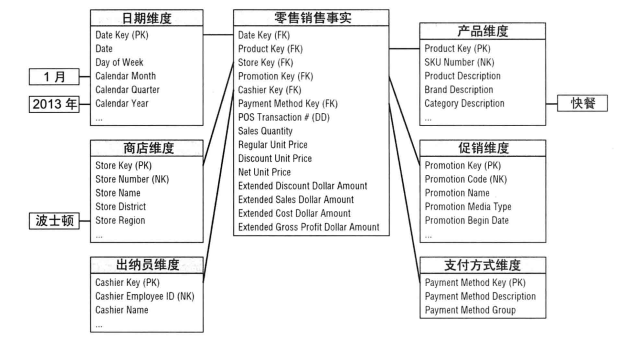 日期维度
Date Key (PK)
Date
Day of Week
Calendar Month
Calendar Quarter
Calendar Year
...
1 月
2013 年
商店维度
Store Key (PK)
Store Number (NK)
Store Name
Store District
Store Region
...
波士顿
出纳员维度
Cashier Key (PK)
Cashier Employee ID (NK)
Cashier Name
...
零售销售事实
Date Key (FK)
Product Key (FK)
Store Key (FK)
Promotion Key (FK)
Cashier Key (FK)
Payment Method Key (FK)
POS Transaction # (DD)
Sales Quantity
Regular Unit Price
Discount Unit Price
Net Unit Price
Extended Discount Dollar Amount
Extended Sales Dollar Amount
Extended Cost Dollar Amount
Extended Gross Profit Dollar Amount
产品维度
Product Key (PK)
SKU Number (NK)
Product Description
Brand Description
Category Description
...
快餐
促销维度
Promotion Key (PK)
Promotion Code (NK)
Promotion Name
Promotion Media Type
Promotion Begin Date
...
支付方式维度
Payment Method Key (PK)
Payment Method Description
Payment Method Group